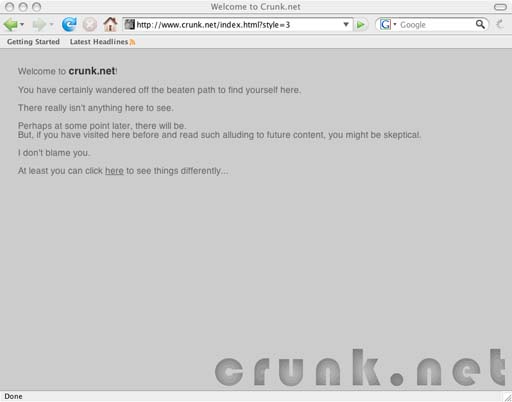 Welcome to Crunk.net
http://www.crunk.net/index.html?style=3
Google
Getting Started
Latest Headlines
Welcome to crunk.net!
You have certainly wandered off the beaten path to find yourself here.
There really isn't anything here to see.
Perhaps at some point later, there will be.
But, if you have visited here before and read such alluding to future content, you might be skeptical.
I don't blame you.
At least you can click here to see things differently...
crunk.net
Done